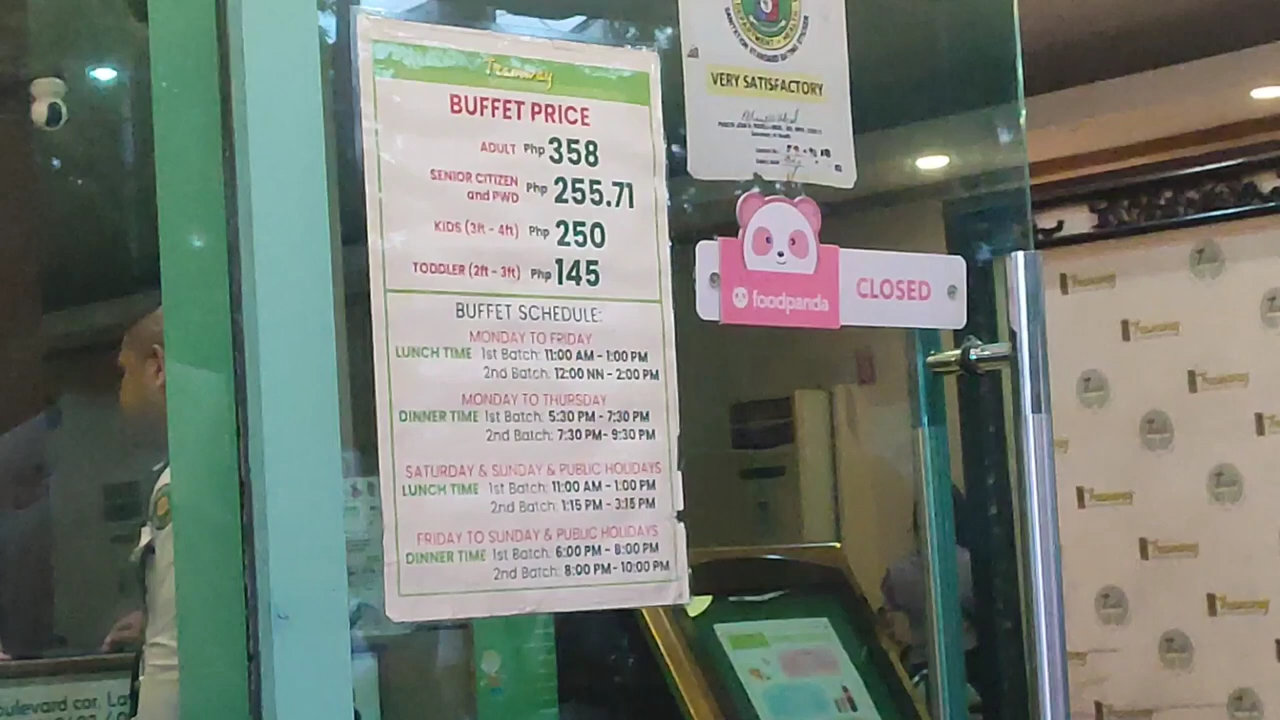 Tramway
BUFFET PRICE
ADULT Php 358
SENIOR CITIZEN and PWD Php 255.71
KIDS (3ft - 4ft) Php 250
TODDLER (2ft - 3ft) Php 145
BUFFET SCHEDULE:
MONDAY TO FRIDAY
LUNCH TIME 1st Batch: 11:00 AM - 1:00 PM
2nd Batch: 12:00 NN - 2:00 PM
MONDAY TO THURSDAY
DINNER TIME 1st Batch: 5:30 PM - 7:30 PM
2nd Batch: 7:30 PM - 9:30 PM
SATURDAY & SUNDAY & PUBLIC HOLIDAYS
LUNCH TIME 1st Batch: 11:00 AM - 1:00 PM
2nd Batch: 1:15 PM - 3:15 PM
FRIDAY TO SUNDAY & PUBLIC HOLIDAYS
DINNER TIME 1st Batch: 6:00 PM - 8:00 PM
2nd Batch: 8:00 PM - 10:00 PM
VERY SATISFACTORY
foodpanda CLOSED
oulevard cor. La